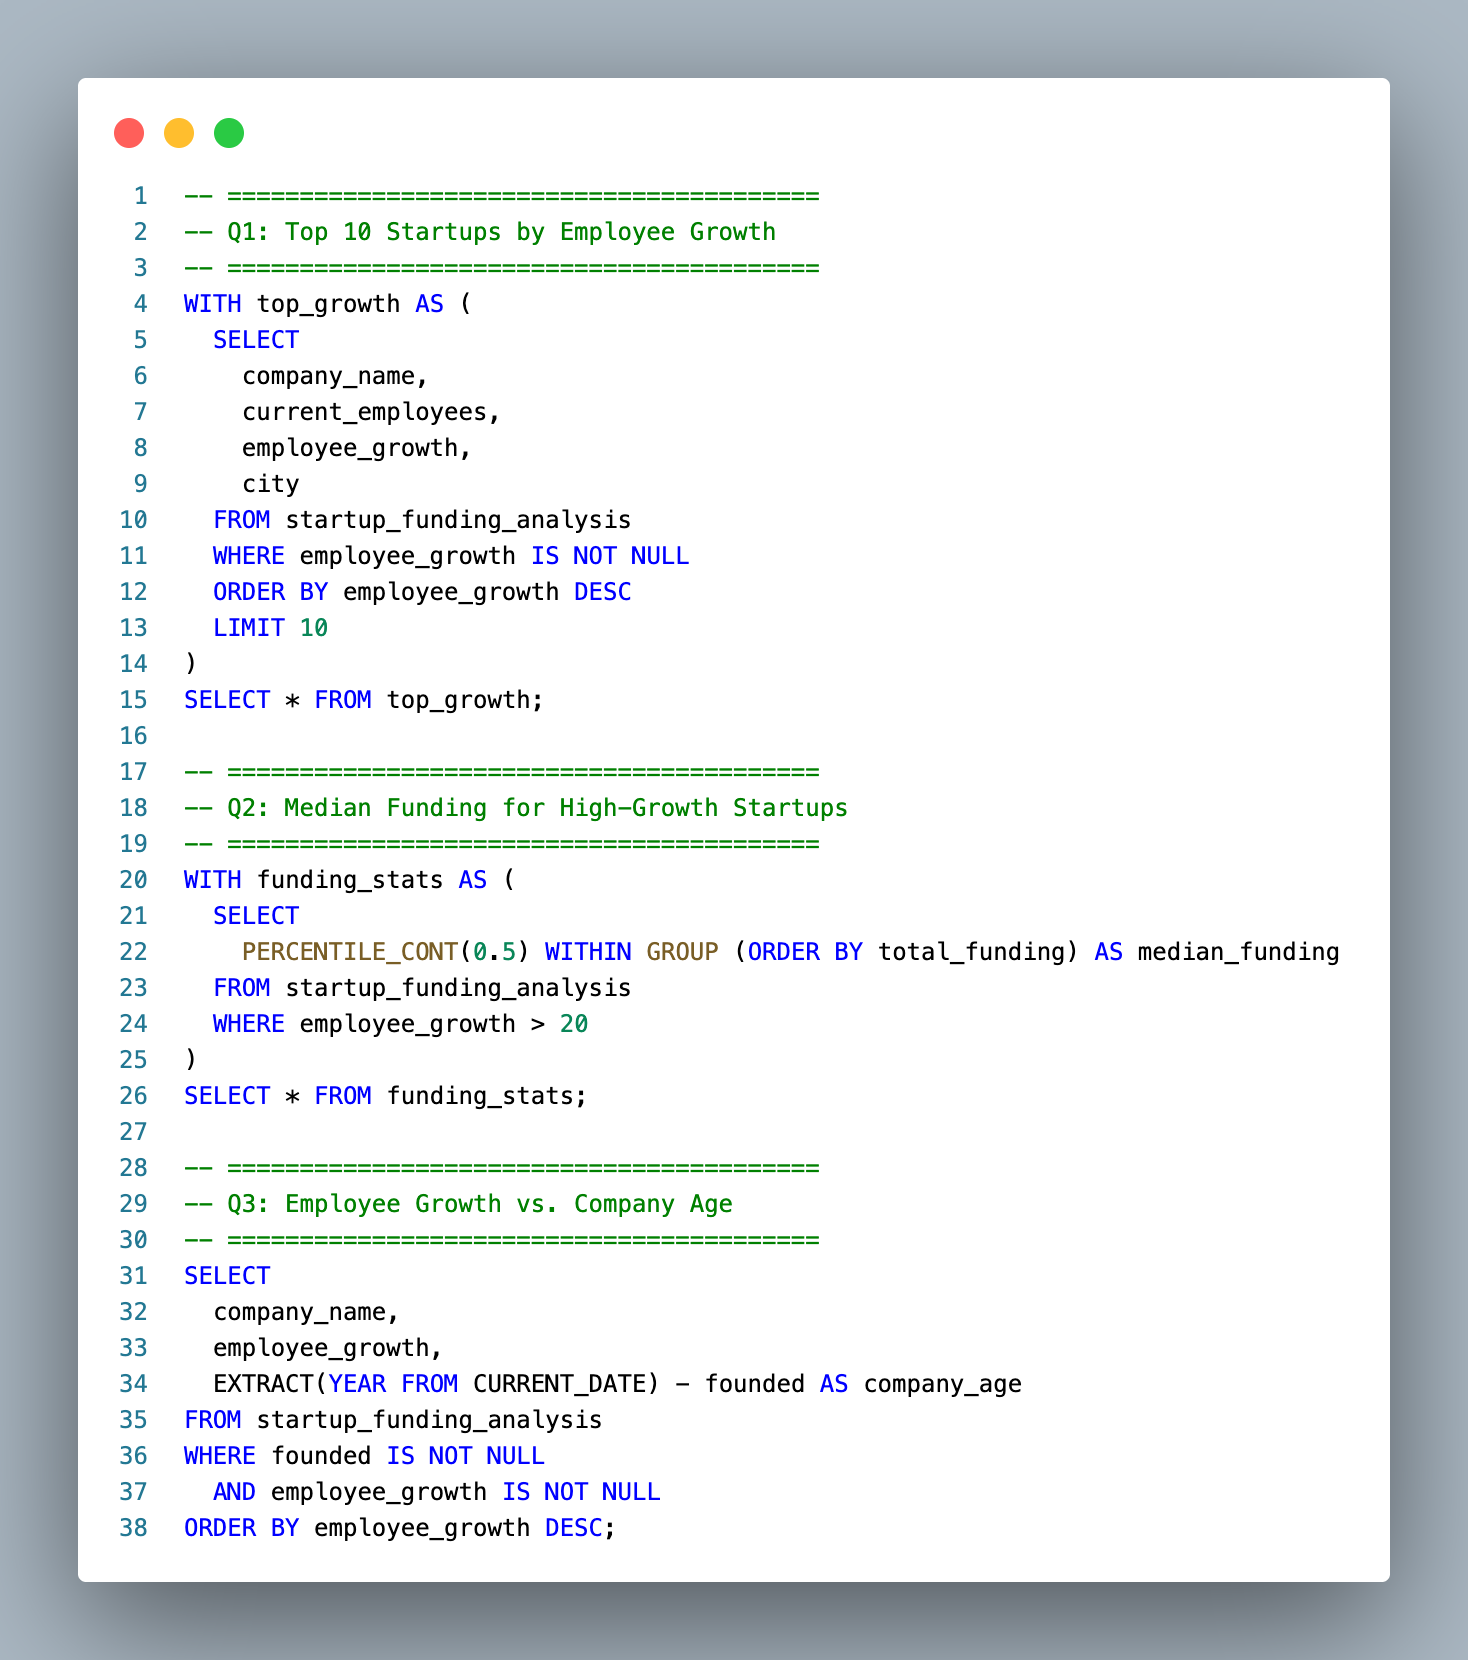 1 -- =========================================
2 -- Q1: Top 10 Startups by Employee Growth
3 -- =========================================
4 WITH top_growth AS (
5   SELECT
6     company_name,
7     current_employees,
8     employee_growth,
9     city
10   FROM startup_funding_analysis
11   WHERE employee_growth IS NOT NULL
12   ORDER BY employee_growth DESC
13   LIMIT 10
14 )
15 SELECT * FROM top_growth;
16
17 -- =========================================
18 -- Q2: Median Funding for High-Growth Startups
19 -- =========================================
20 WITH funding_stats AS (
21   SELECT
22     PERCENTILE_CONT(0.5) WITHIN GROUP (ORDER BY total_funding) AS median_funding
23   FROM startup_funding_analysis
24   WHERE employee_growth > 20
25 )
26 SELECT * FROM funding_stats;
27
28 -- =========================================
29 -- Q3: Employee Growth vs. Company Age
30 -- =========================================
31 SELECT
32   company_name,
33   employee_growth,
34   EXTRACT(YEAR FROM CURRENT_DATE) - founded AS company_age
35 FROM startup_funding_analysis
36 WHERE founded IS NOT NULL
37   AND employee_growth IS NOT NULL
38 ORDER BY employee_growth DESC;